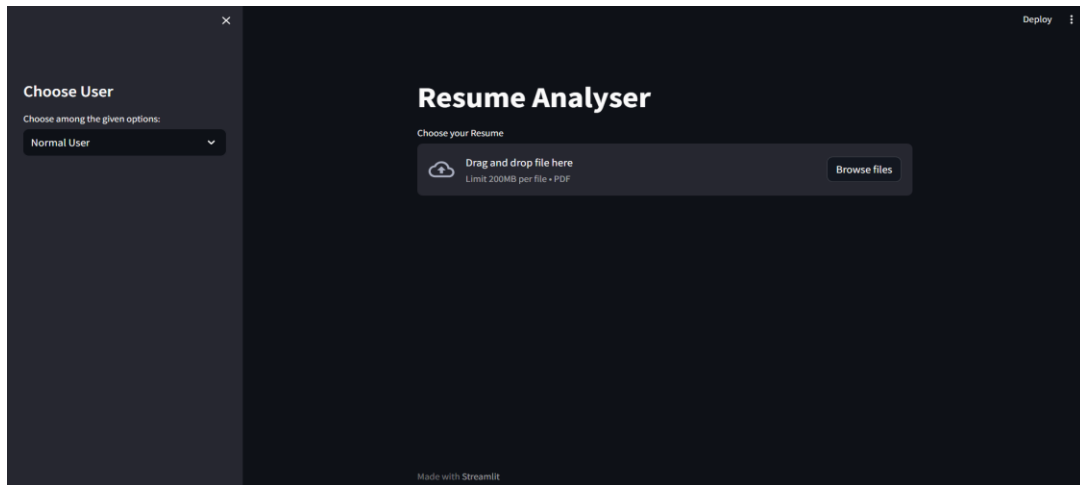 Deploy
Choose User
Choose among the given options:
Normal User
Resume Analyser
Choose your Resume
Drag and drop file here
Limit 200MB per file • PDF
Browse files
Made with Streamlit